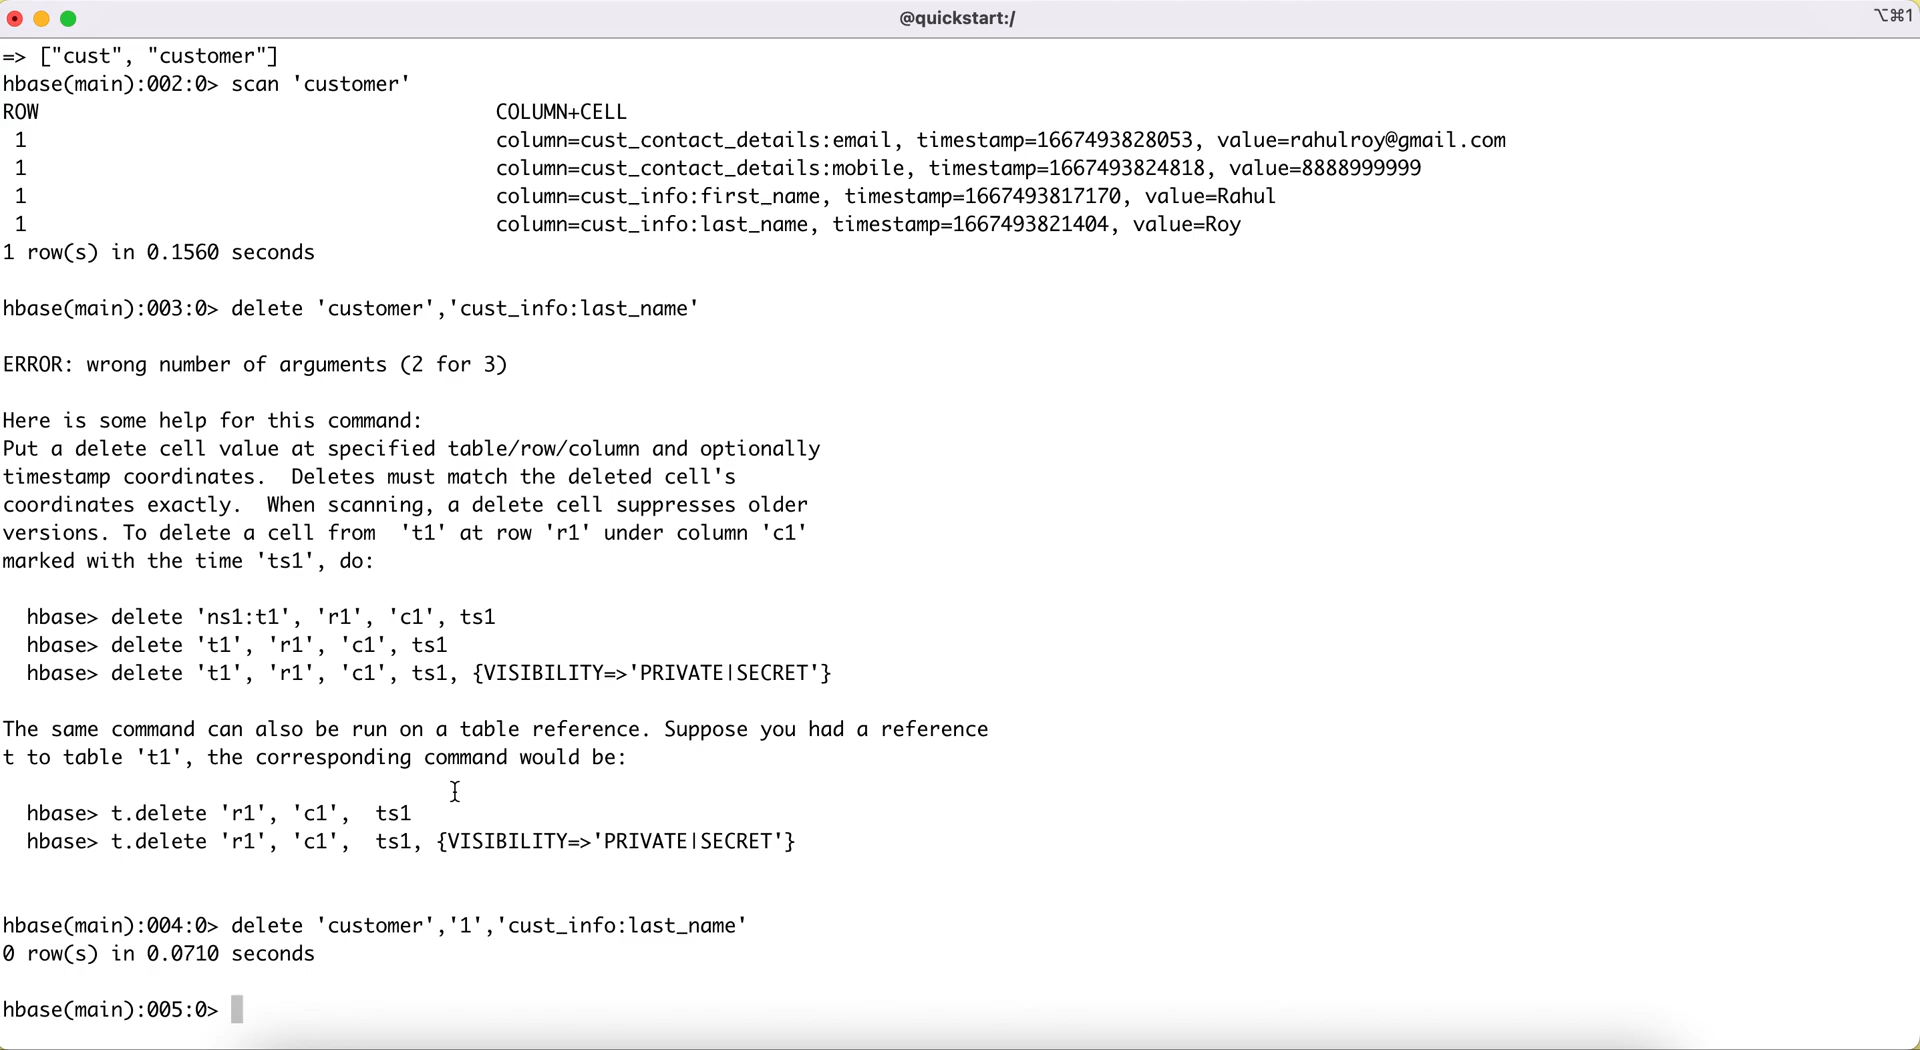 @quickstart:/
⌥⌘1
=> ["cust", "customer"]
hbase(main):002:0> scan 'customer'
ROW COLUMN+CELL
1 column=cust_contact_details:email, timestamp=1667493828053, value=rahulroy@gmail.com
1 column=cust_contact_details:mobile, timestamp=1667493824818, value=8888999999
1 column=cust_info:first_name, timestamp=1667493817170, value=Rahul
1 column=cust_info:last_name, timestamp=1667493821404, value=Roy
1 row(s) in 0.1560 seconds
hbase(main):003:0> delete 'customer','cust_info:last_name'
ERROR: wrong number of arguments (2 for 3)
Here is some help for this command:
Put a delete cell value at specified table/row/column and optionally
timestamp coordinates.  Deletes must match the deleted cell's
coordinates exactly.  When scanning, a delete cell suppresses older
versions. To delete a cell from  't1' at row 'r1' under column 'c1'
marked with the time 'ts1', do:
hbase> delete 'ns1:t1', 'r1', 'c1', ts1
hbase> delete 't1', 'r1', 'c1', ts1
hbase> delete 't1', 'r1', 'c1', ts1, {VISIBILITY=>'PRIVATE|SECRET'}
The same command can also be run on a table reference. Suppose you had a reference
t to table 't1', the corresponding command would be:
hbase> t.delete 'r1', 'c1',  ts1
hbase> t.delete 'r1', 'c1',  ts1, {VISIBILITY=>'PRIVATE|SECRET'}
hbase(main):004:0> delete 'customer','1','cust_info:last_name'
0 row(s) in 0.0710 seconds
hbase(main):005:0>